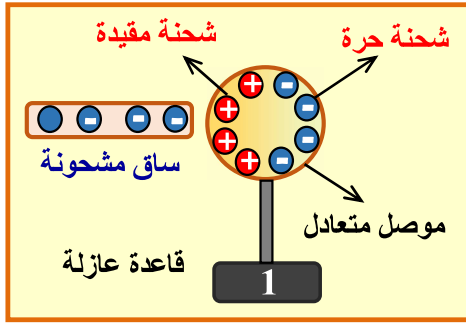 شحنة حرة
شحنة مقيدة
+ + + +
- - - -
- - -
ساق مشحونة
موصل متعادل
قاعدة عازلة
1